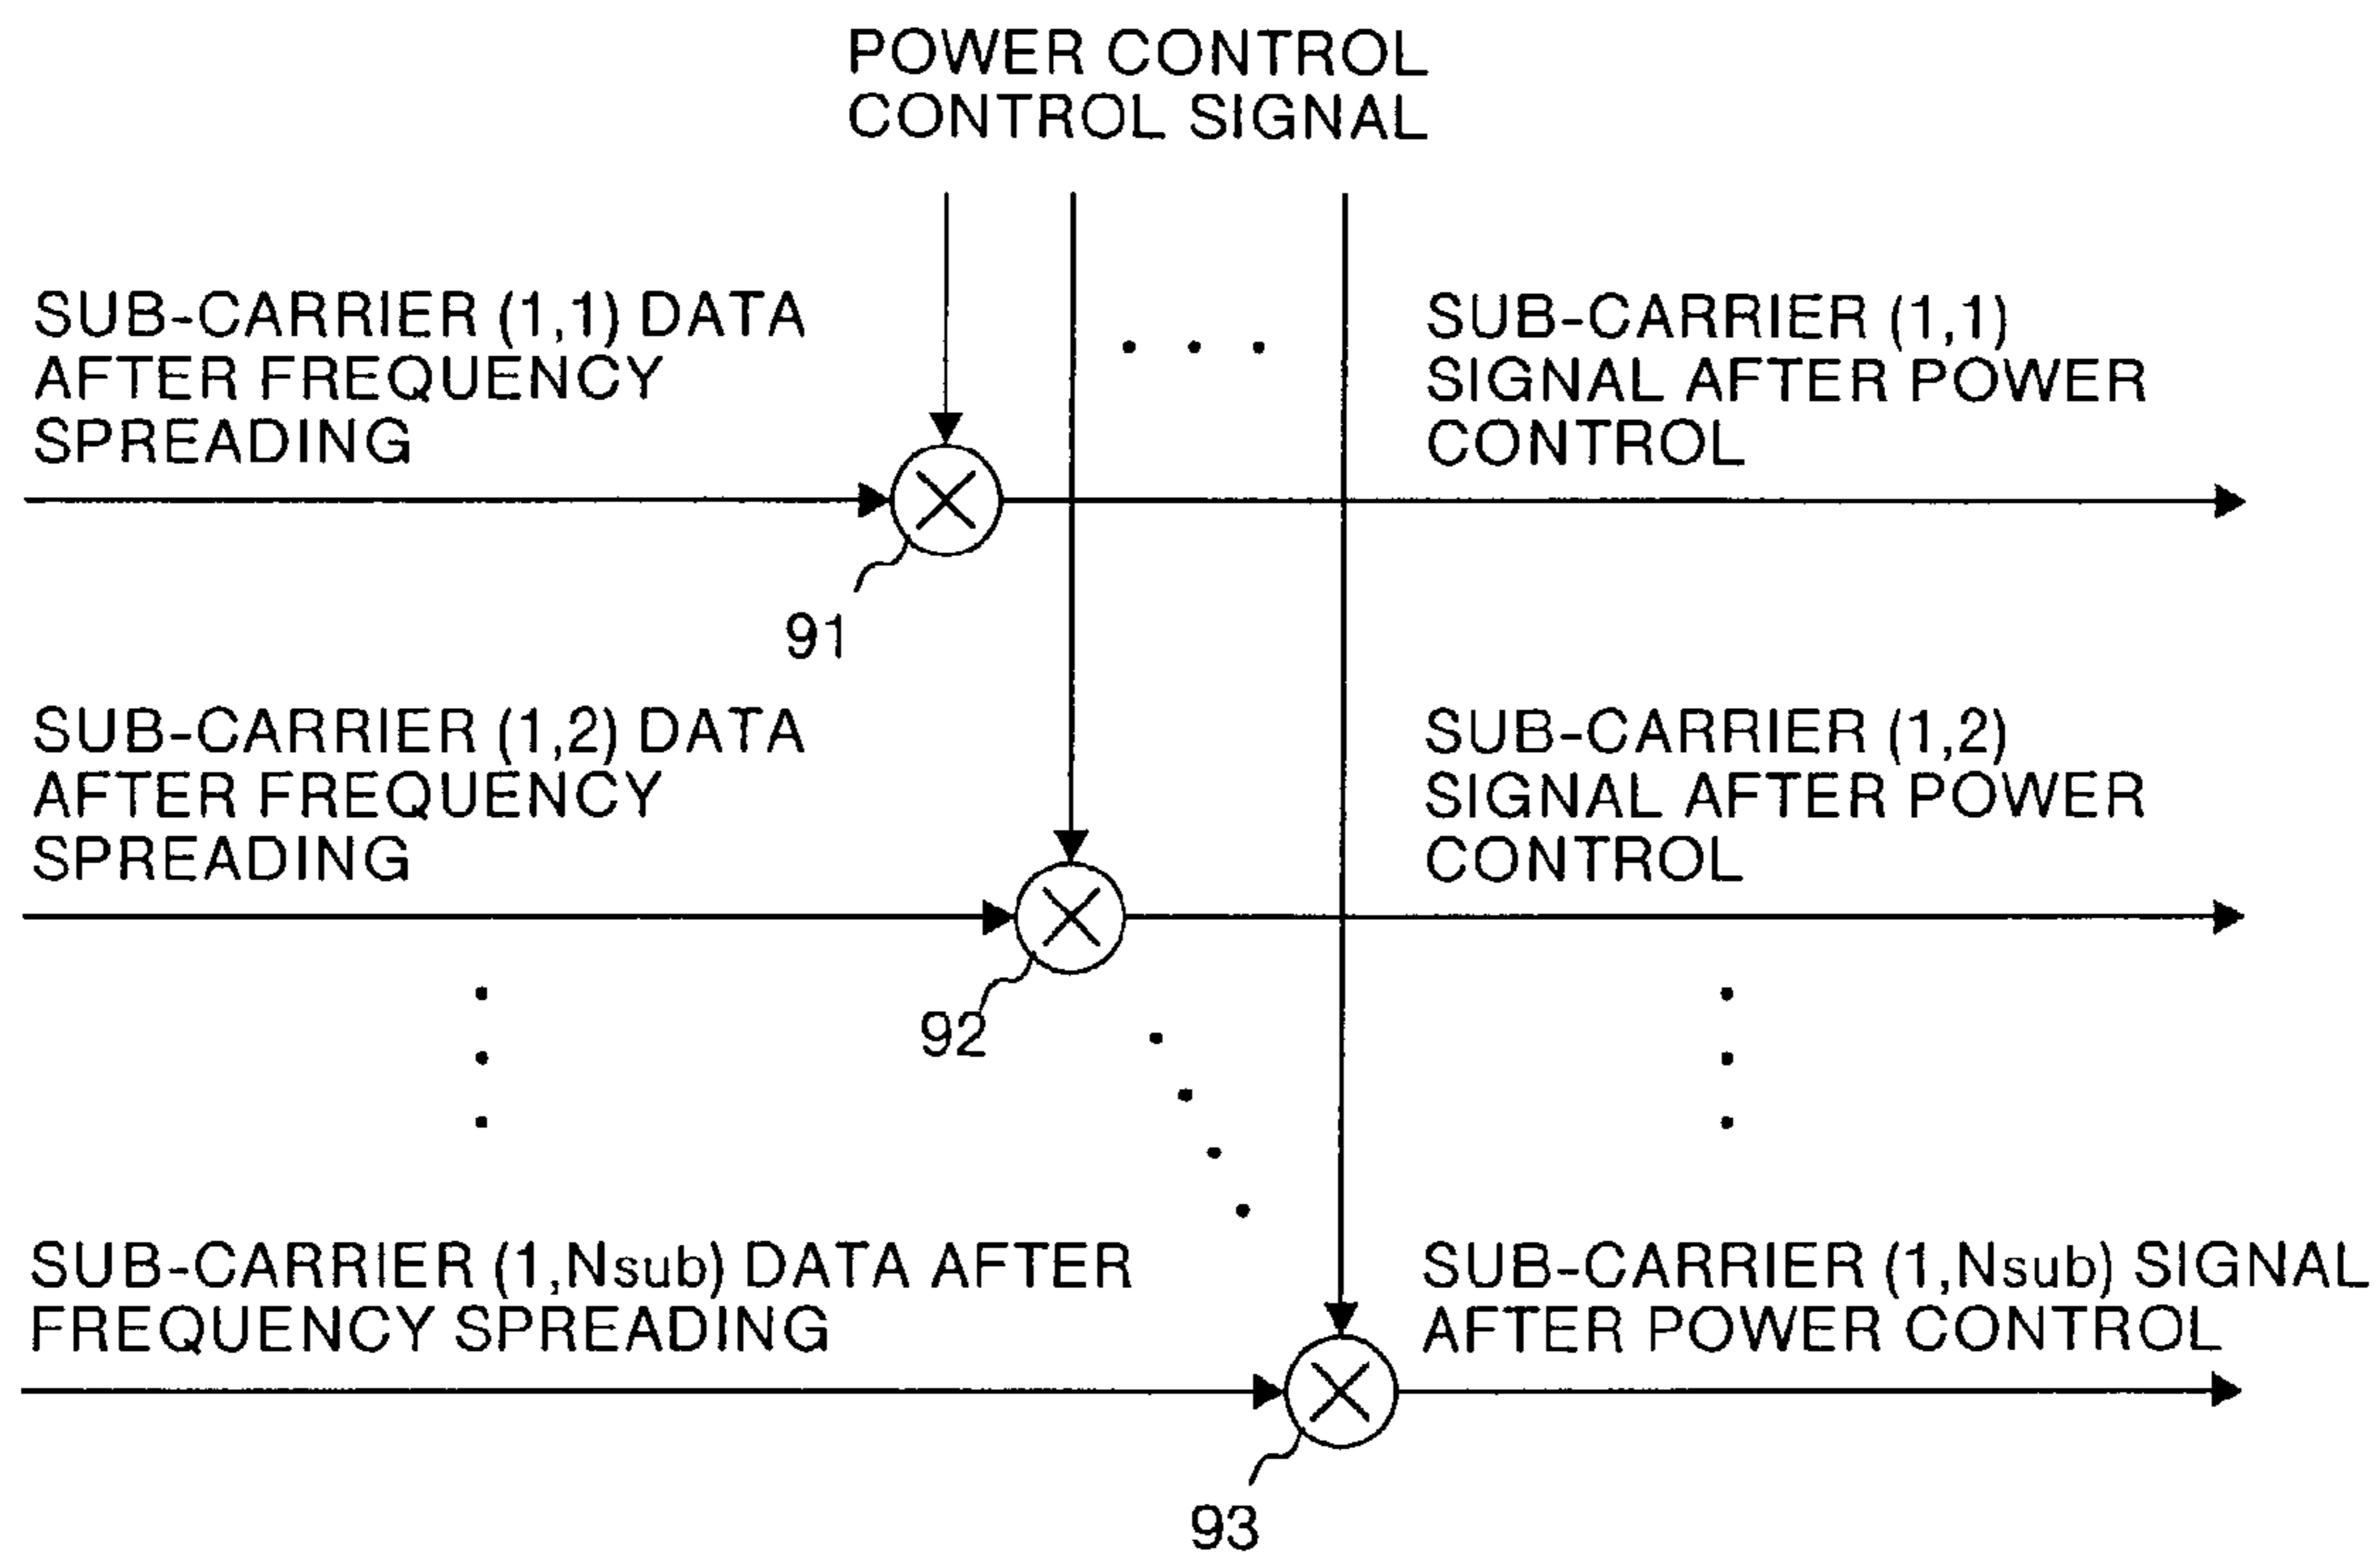 POWER CONTROL
CONTROL SIGNAL
SUB-CARRIER (1,1) DATA
AFTER FREQUENCY
SPREADING
SUB-CARRIER (1,1)
SIGNAL AFTER POWER
CONTROL
91
SUB-CARRIER (1,2) DATA
AFTER FREQUENCY
SPREADING
SUB-CARRIER (1,2)
SIGNAL AFTER POWER
CONTROL
92
SUB-CARRIER (1,Nsub) DATA AFTER
FREQUENCY SPREADING
SUB-CARRIER (1,Nsub) SIGNAL
AFTER POWER CONTROL
93